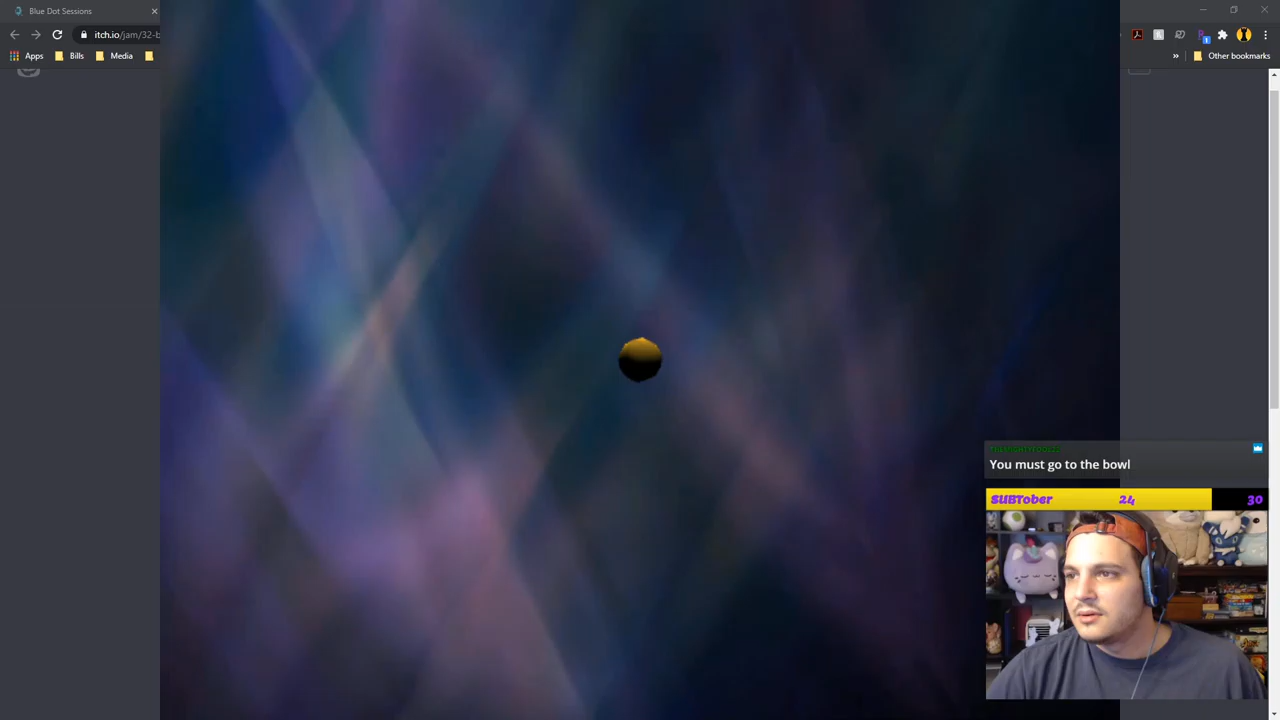 Blue Dot Sessions
itch.io/jam/32-b
1
Apps
Bills
Media
»
Other bookmarks
You must go to the bowl
SUBTOBER 24 30